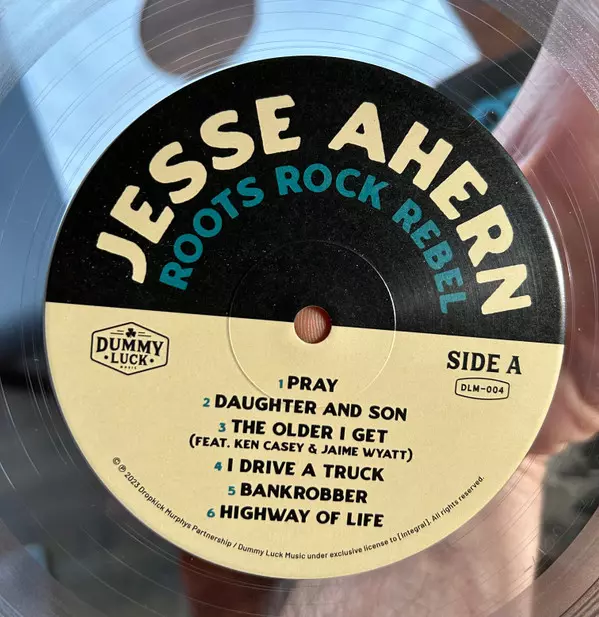 JESSE AHERN
ROOTS ROCK REBEL
DUMMY
LUCK
MUSIC
SIDE A
DLM-004
1 PRAY
2 DAUGHTER AND SON
3 THE OLDER I GET
(FEAT. KEN CASEY & JAIME WYATT)
4 I DRIVE A TRUCK
5 BANKROBBER
6 HIGHWAY OF LIFE
© ℗ 2023 Dropkick Murphys Partnership / Dummy Luck Music under exclusive license to [Integral]. All rights reserved.